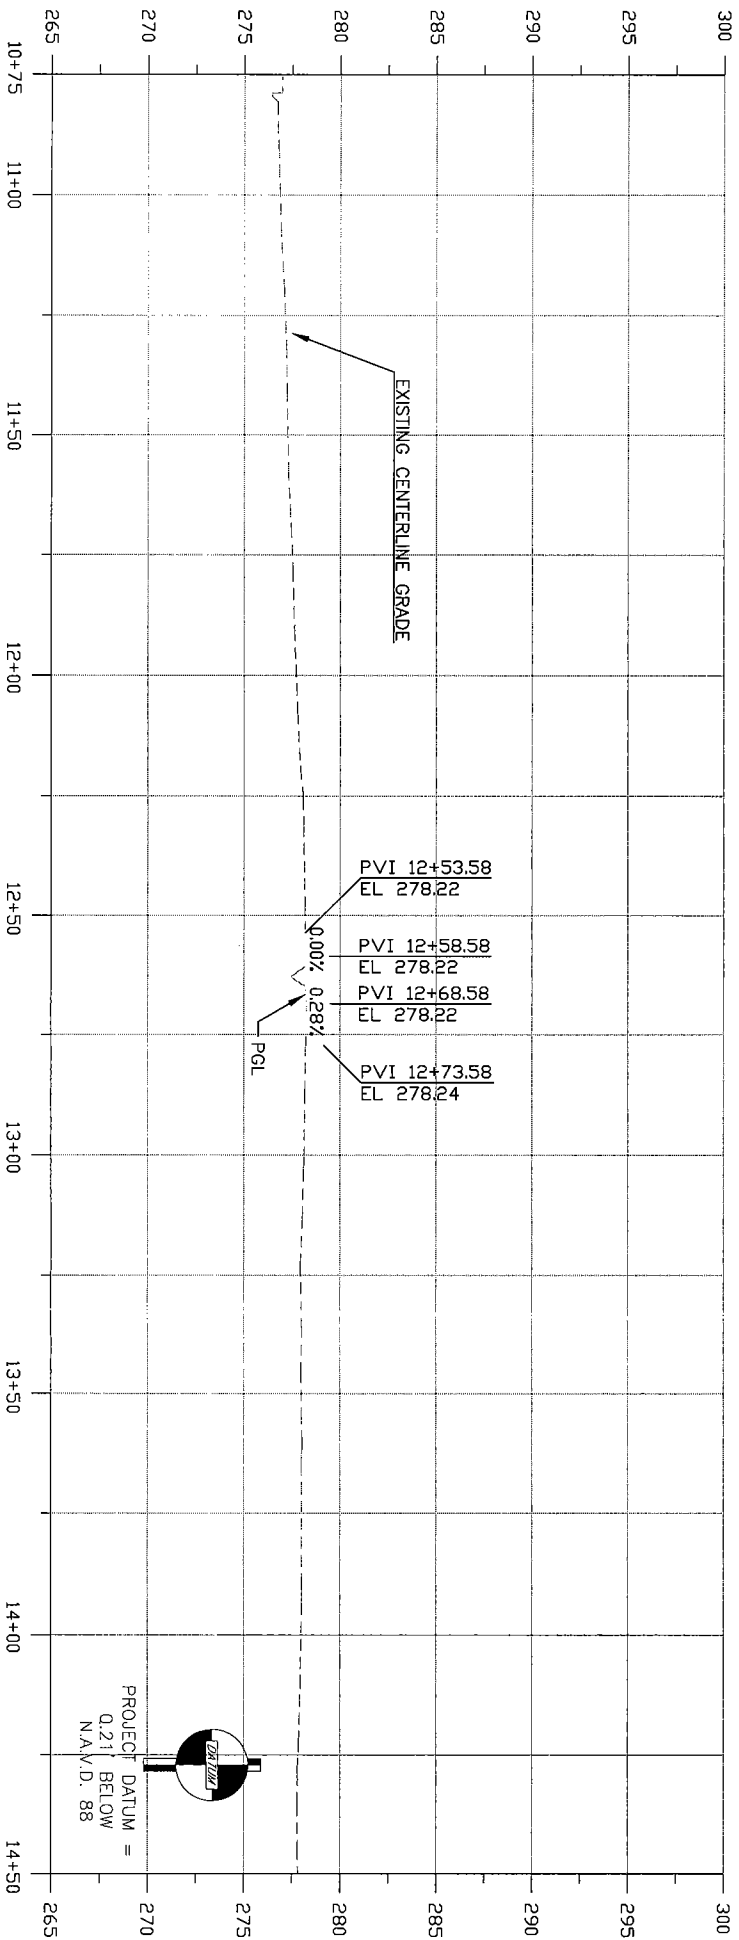 300
295
290
285
280
275
270
265
EXISTING CENTERLINE GRADE
PVI 12+53.58
EL 278.22
PVI 12+58.58
EL 278.22
PVI 12+68.58
EL 278.22
PVI 12+73.58
EL 278.24
0.00%
0.28%
PGL
DATUM
PROJECT DATUM =
0.21 BELOW
N.A.V.D. 88
300
295
290
285
280
275
270
265
10+75
11+00
11+50
12+00
12+50
13+00
13+50
14+00
14+50